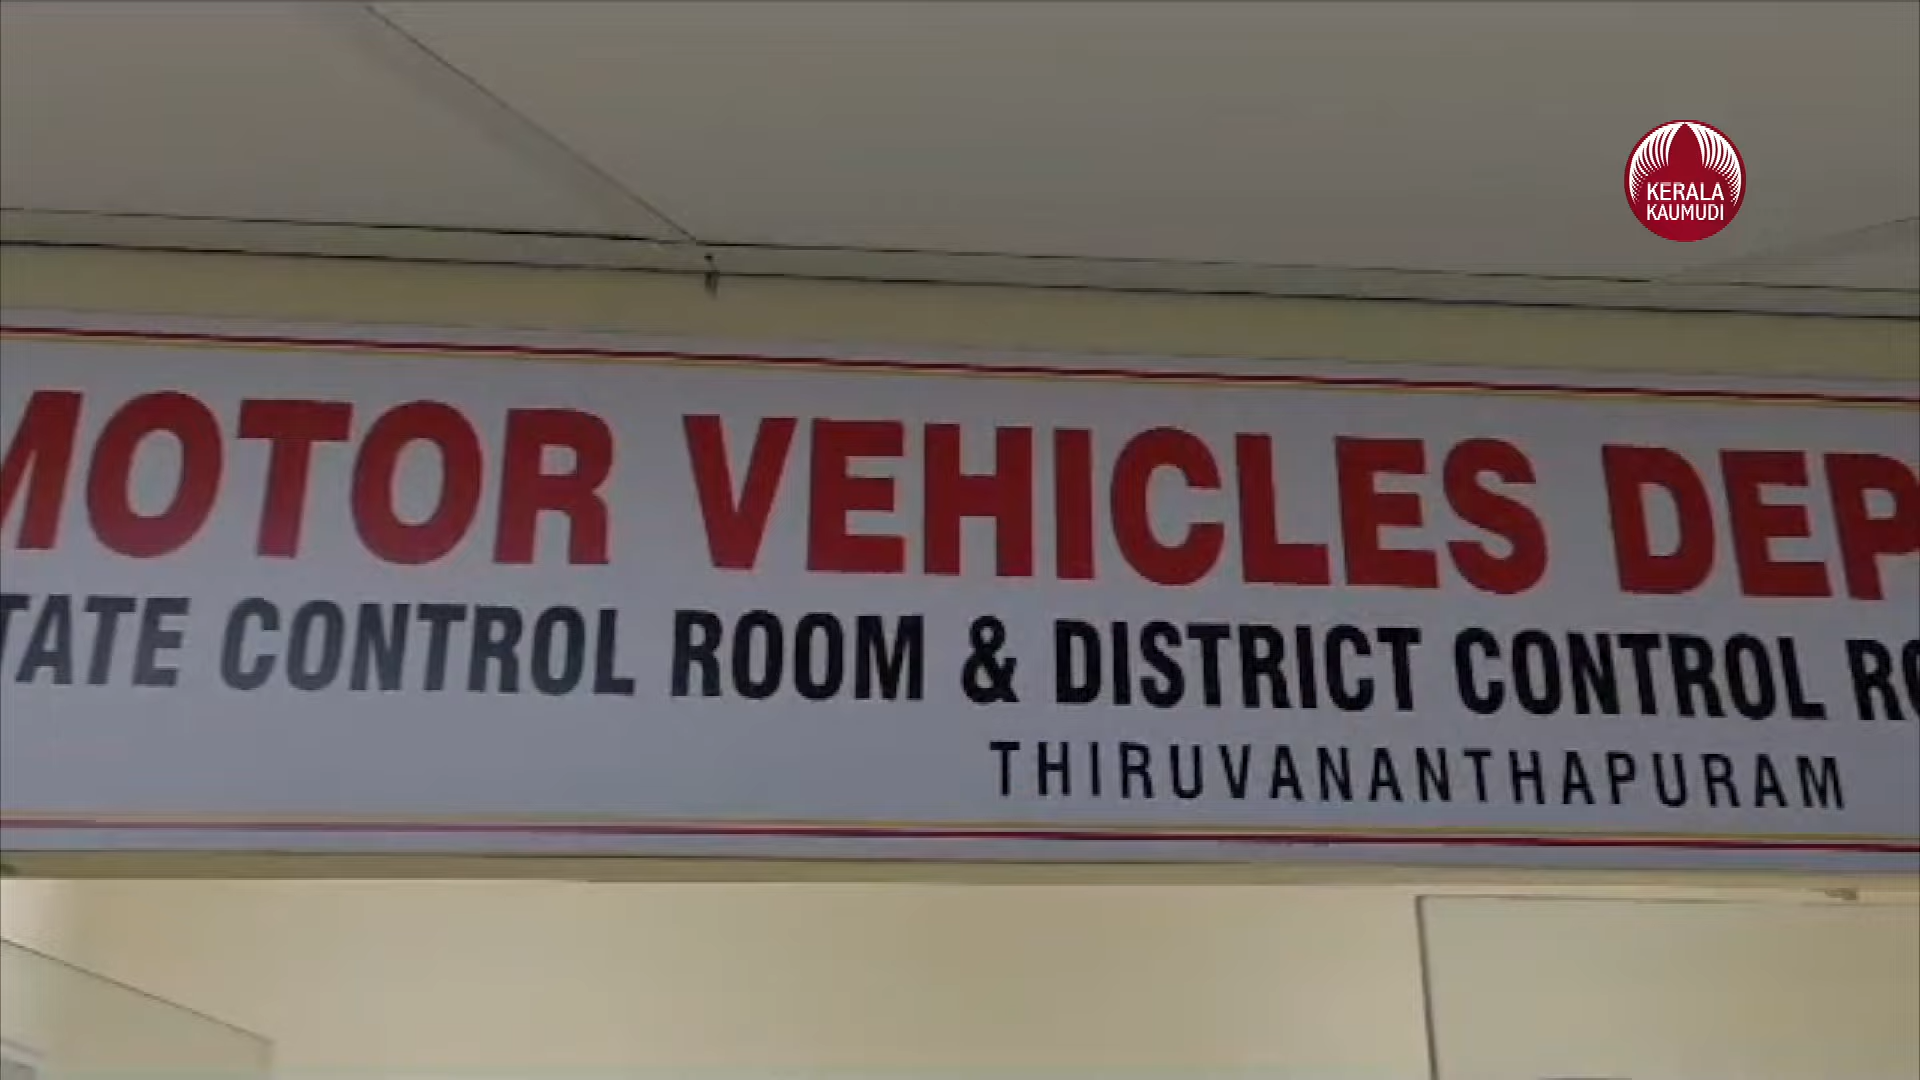 KERALA
KAUMUDI
MOTOR VEHICLES DEP
TATE CONTROL ROOM & DISTRICT CONTROL RO
THIRUVANANTHAPURAM